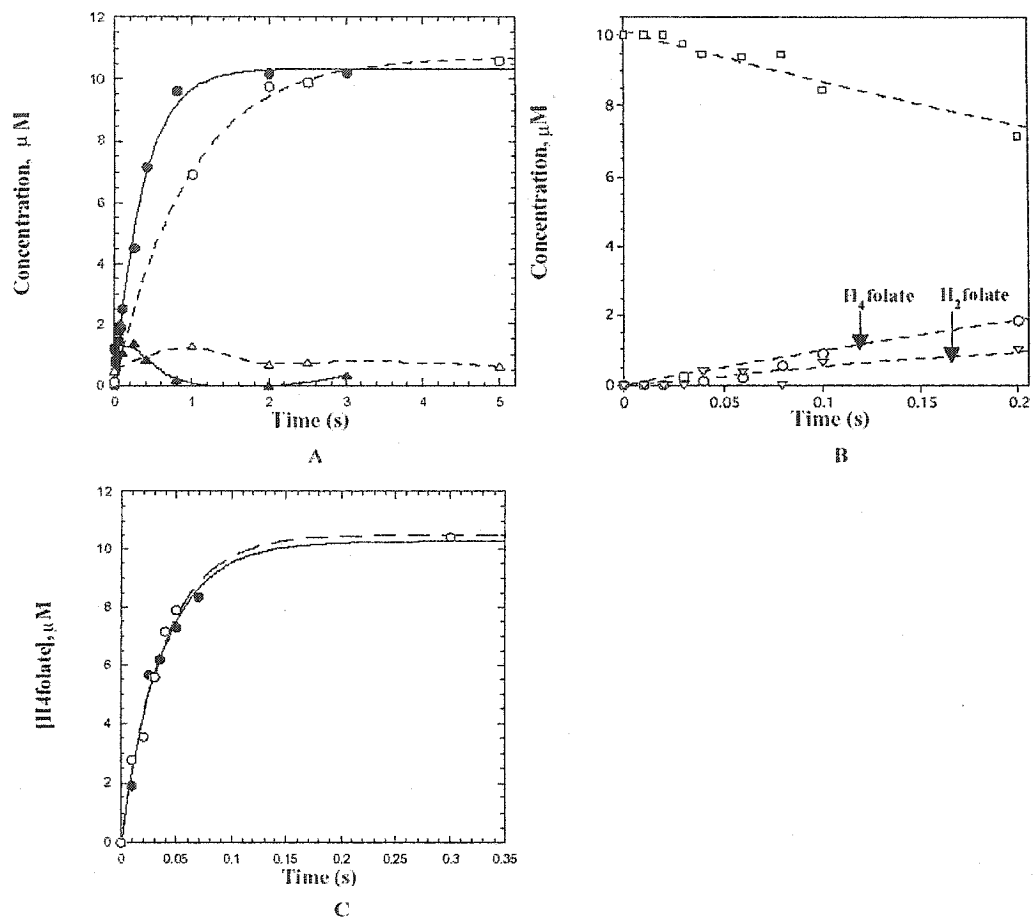 12
10
8
6
4
2
0
Concentration, μ M
0 1 2 3 4 5
Time (s)
A
10
8
6
4
2
0
Concentration, μM
H4folate
H2folate
0 0.05 0.1 0.15 0.2
Time (s)
B
12
10
8
6
4
2
0
[H4folate], μM
0 0.05 0.1 0.15 0.2 0.25 0.3 0.35
Time (s)
C